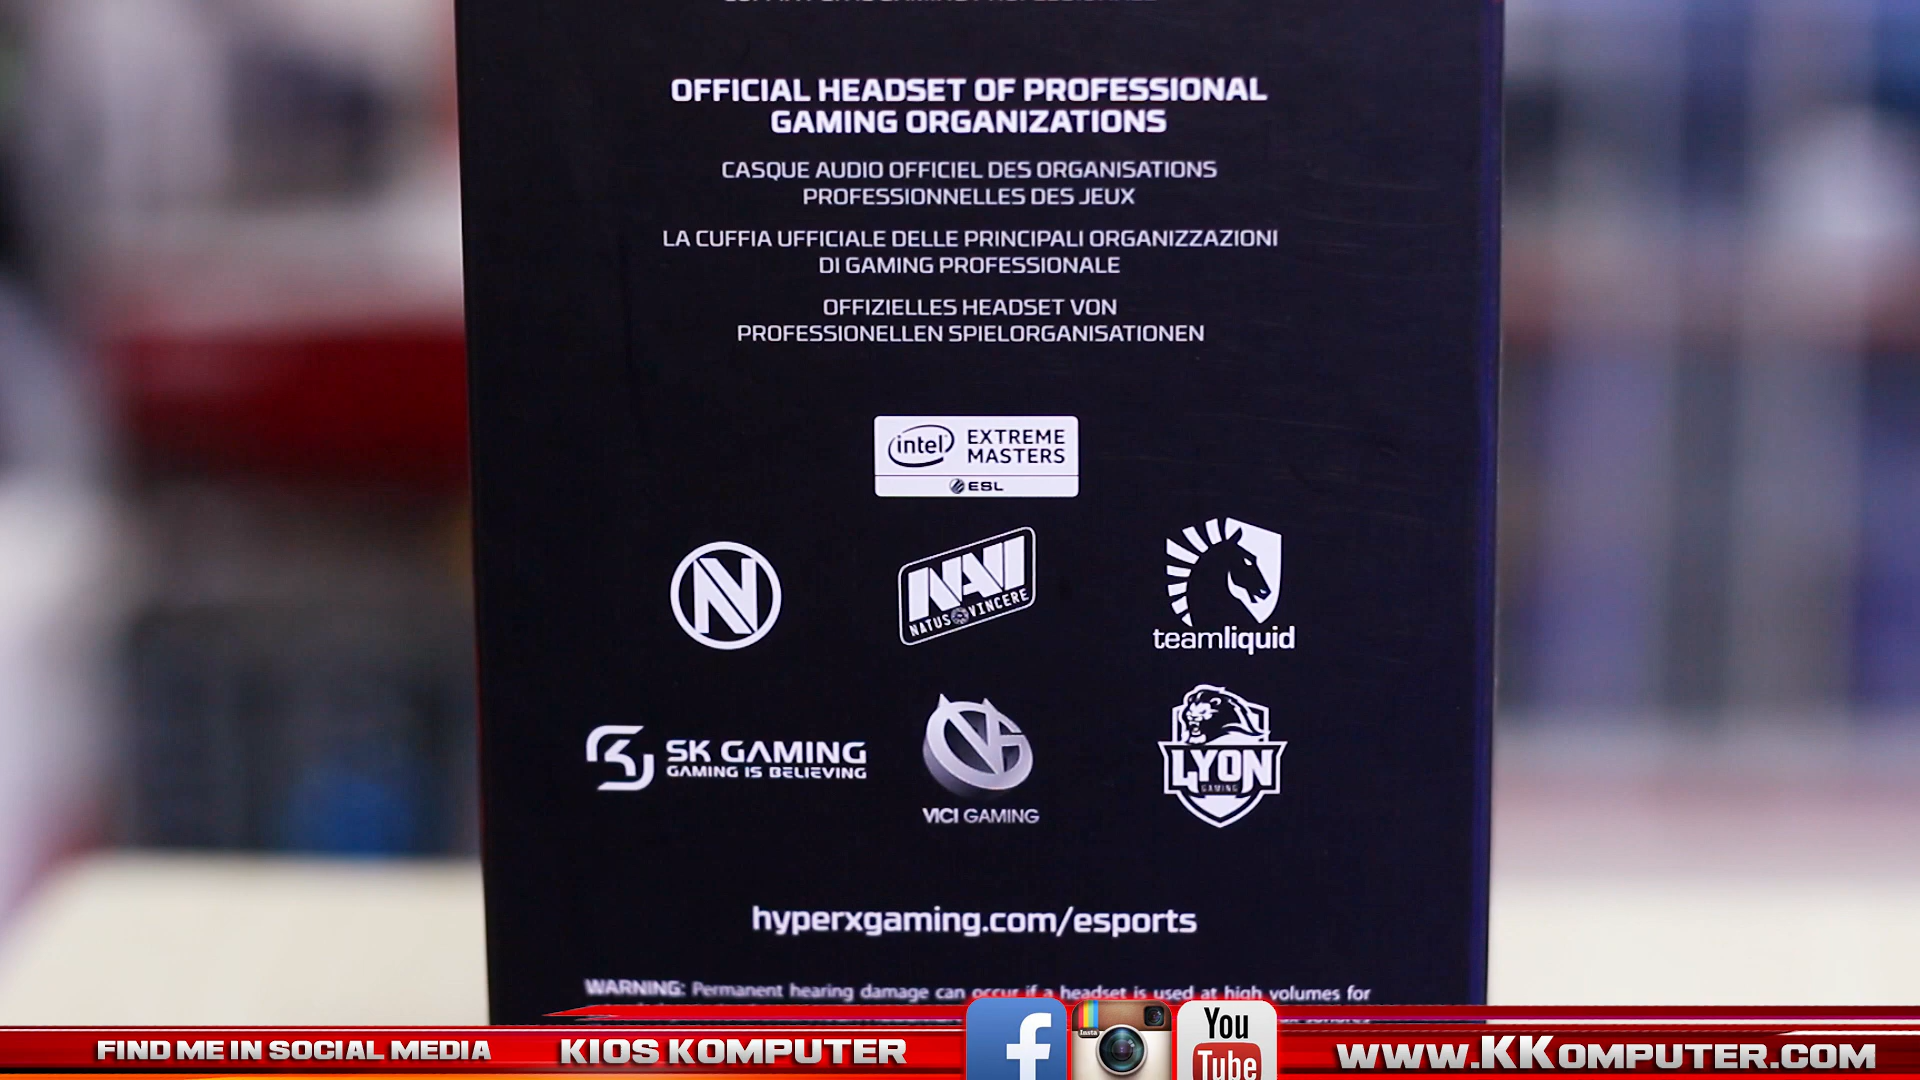 OFFICIAL HEADSET OF PROFESSIONAL
GAMING ORGANIZATIONS
CASQUE AUDIO OFFICIEL DES ORGANISATIONS
PROFESSIONNELLES DES JEUX
LA CUFFIA UFFICIALE DELLE PRINCIPALI ORGANIZZAZIONI
DI GAMING PROFESSIONALE
OFFIZIELLES HEADSET VON
PROFESSIONELLEN SPIELORGANISATIONEN
intel EXTREME
MASTERS
ESL
NAVI
NATUS VINCERE
teamliquid
SK GAMING
GAMING IS BELIEVING
VG
VICI GAMING
LYON
GAMING
hyperxgaming.com/esports
WARNING: Permanent hearing damage can occur if a headset is used at high volumes for
FIND ME IN SOCIAL MEDIA KIOS KOMPUTER f Insta You Tube WWW.KKOMPUTER.COM